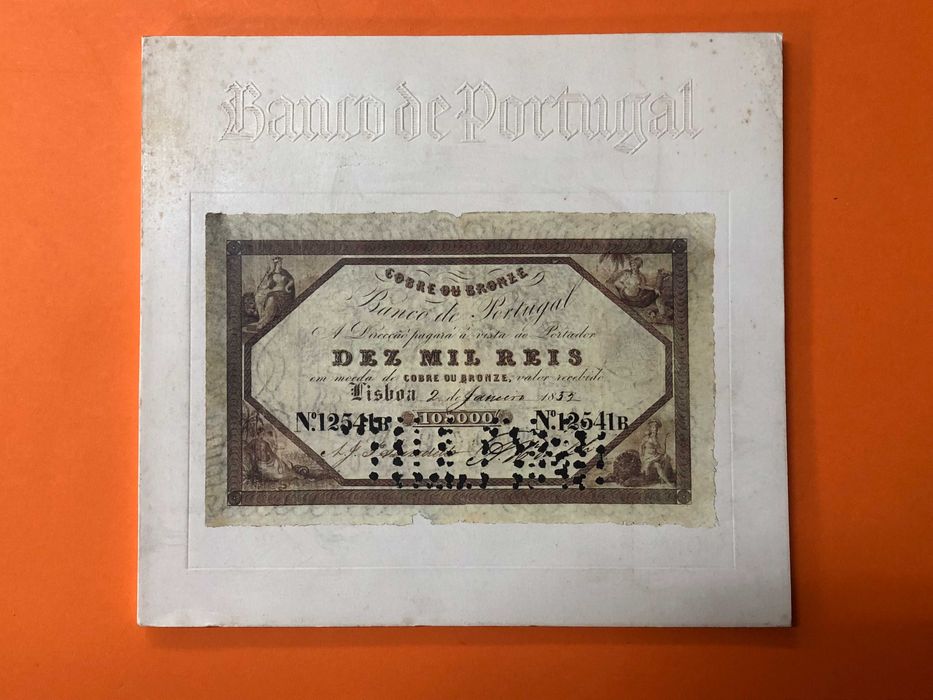 Banco de Portugal
COBRE OU BRONZE
Banco de Portugal
A Direcção pagará á vista ao Portador
DEZ MIL REIS
em moeda de COBRE OU BRONZE, valor recebido
Lisboa 2 de Janeiro
Nº12541B 10$000 Nº12541B